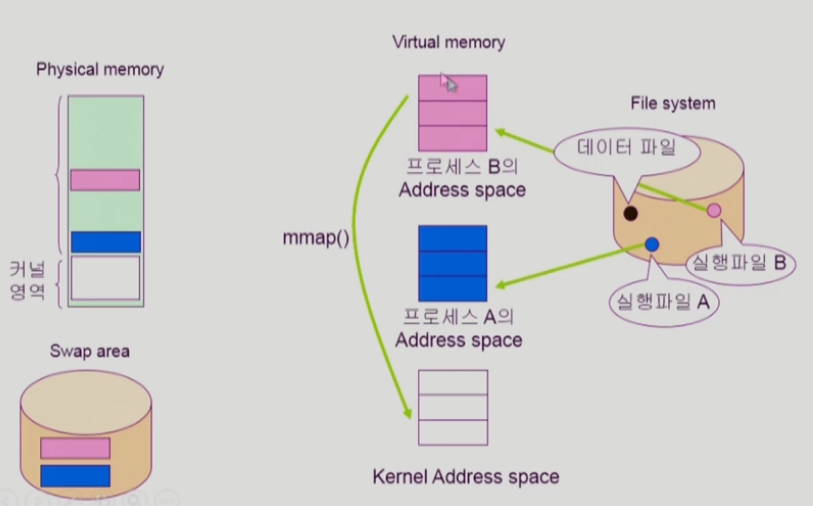 Virtual memory
Physical memory
File system
데이터 파일
프로세스 B의
Address space
mmap()
실행파일 B
커널
영역
실행파일 A
프로세스 A의
Address space
Swap area
Kernel Address space